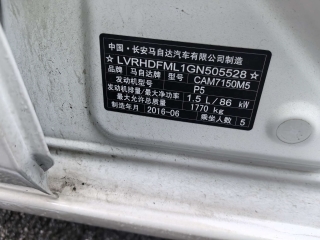 中国·长安马自达汽车有限公司制造
☆LVRHDFML1GN505528☆
品牌 马自达牌 型号 CAM7150M5
发动机型号 P5
发动机排量/最大净功率 1.5 L/86 kW
最大允许总质量 1770 kg
制造年月 2016-06 乘坐人数 5